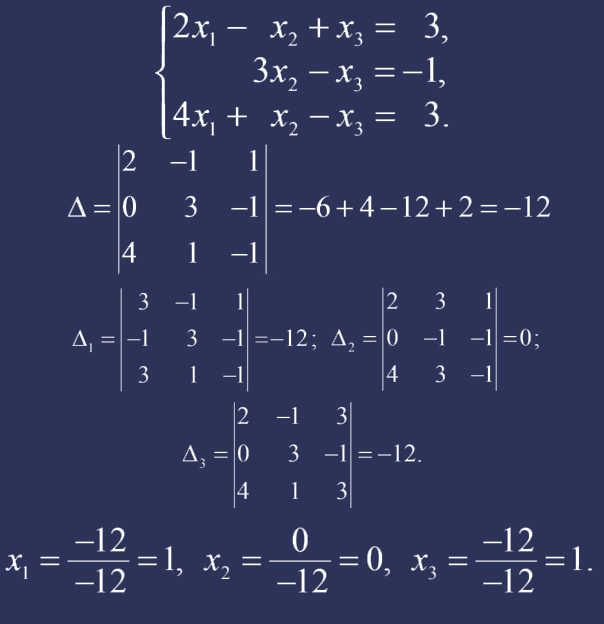 2x₁ − x₂ + x₃ = 3,
3x₂ − x₃ = −1,
4x₁ + x₂ − x₃ = 3.
Δ = |2 −1 1|
|0 3 −1| = −6 + 4 − 12 + 2 = −12
|4 1 −1|
Δ₁ = |3 −1 1|
|−1 3 −1| = −12;
|3 1 −1|
Δ₂ = |2 3 1|
|0 −1 −1| = 0;
|4 3 −1|
Δ₃ = |2 −1 3|
|0 3 −1| = −12.
|4 1 3|
x₁ = −12/−12 = 1, x₂ = 0/−12 = 0, x₃ = −12/−12 = 1.